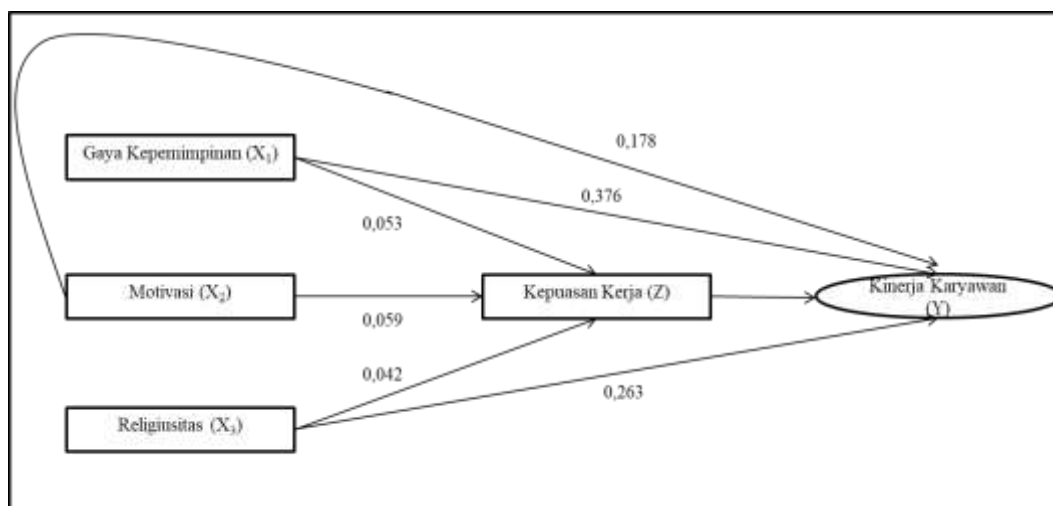 0,178
Gaya Kepemimpinan (X₁)
0,376
0,053
Motivasi (X₂)
Kepuasan Kerja (Z)
Kinerja Karyawan
(Y)
0,059
0,042
0,263
Religiusitas (X₃)